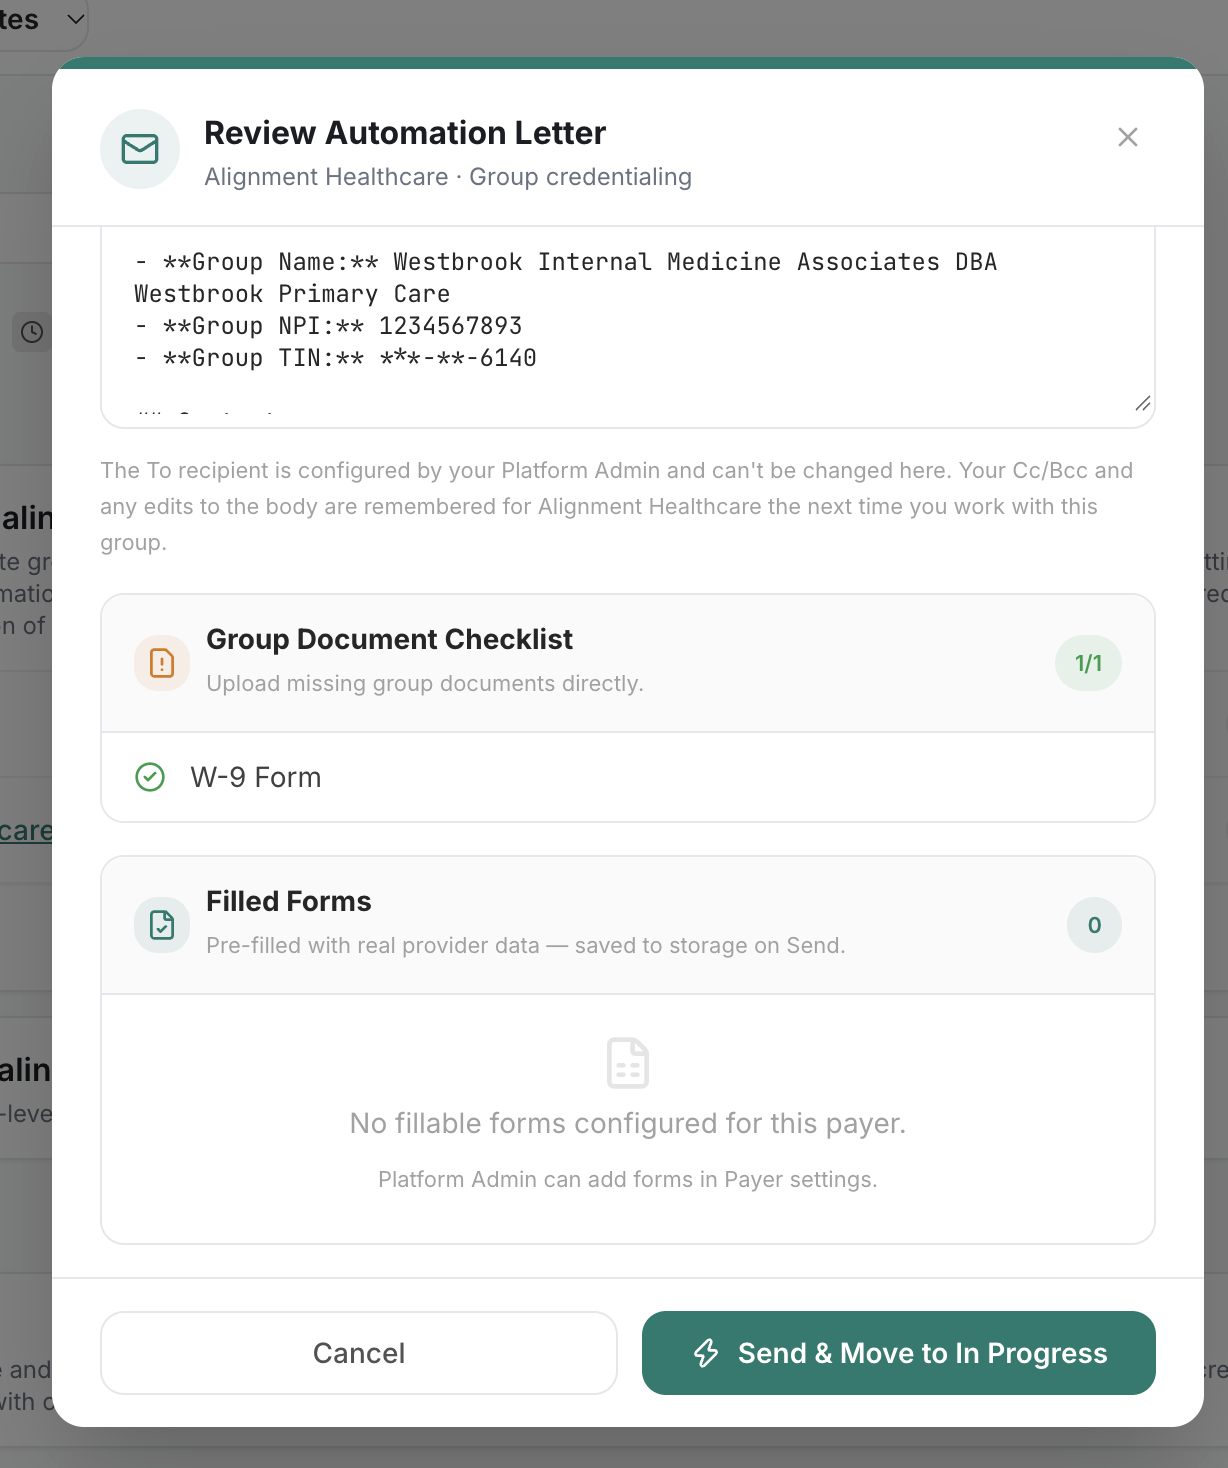 tes
Review Automation Letter
Alignment Healthcare · Group credentialing
- **Group Name:** Westbrook Internal Medicine Associates DBA
Westbrook Primary Care
- **Group NPI:** 1234567893
- **Group TIN:** ***-**-6140
The To recipient is configured by your Platform Admin and can't be changed here. Your Cc/Bcc and
any edits to the body are remembered for Alignment Healthcare the next time you work with this
group.
Group Document Checklist
Upload missing group documents directly.
1/1
W-9 Form
Filled Forms
Pre-filled with real provider data — saved to storage on Send.
0
No fillable forms configured for this payer.
Platform Admin can add forms in Payer settings.
Cancel
Send & Move to In Progress